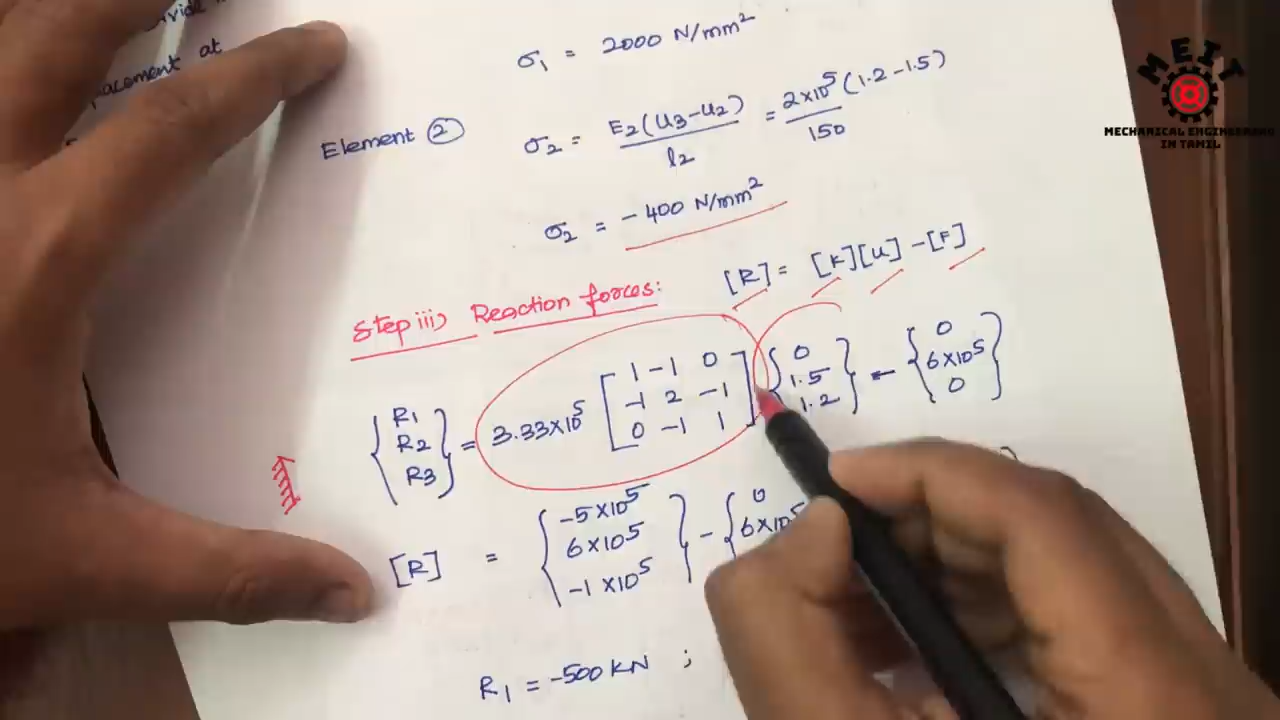 placement at
σ1 = 2000 N/mm²
Element ② σ2 = E2(U3-U2)/l2 = 2×10⁵(1.2-1.5)/150
σ2 = -400 N/mm²
Step iii) Reaction forces: [R] = [K][U] -[F]
{R1 R2 R3} = 3.33×10⁵ [1 -1 0; -1 2 -1; 0 -1 1] {0 1.5 1.2} - {0 6×10⁵ 0}
[R] = {-5×10⁵ 6×10⁵ -1×10⁵} - {0 6×10⁵
R1 = -500 KN ;
MEIT
MECHANICAL ENGINEERING
IN TAMIL